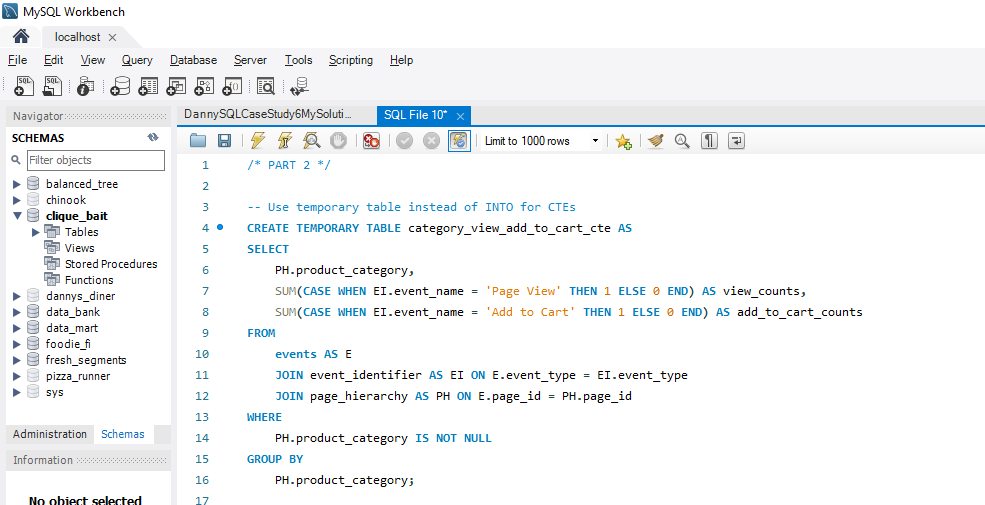 MySQL Workbench
localhost
File Edit View Query Database Server Tools Scripting Help
Navigator
SCHEMAS
Filter objects
balanced_tree
chinook
clique_bait
Tables
Views
Stored Procedures
Functions
dannys_diner
data_bank
data_mart
foodie_fi
fresh_segments
pizza_runner
sys
Administration Schemas
Information
No object selected
DannySQLCaseStudy6MySoluti... SQL File 10*
Limit to 1000 rows
1 /* PART 2 */
2
3 -- Use temporary table instead of INTO for CTEs
4 CREATE TEMPORARY TABLE category_view_add_to_cart_cte AS
5 SELECT
6 PH.product_category,
7 SUM(CASE WHEN EI.event_name = 'Page View' THEN 1 ELSE 0 END) AS view_counts,
8 SUM(CASE WHEN EI.event_name = 'Add to Cart' THEN 1 ELSE 0 END) AS add_to_cart_counts
9 FROM
10 events AS E
11 JOIN event_identifier AS EI ON E.event_type = EI.event_type
12 JOIN page_hierarchy AS PH ON E.page_id = PH.page_id
13 WHERE
14 PH.product_category IS NOT NULL
15 GROUP BY
16 PH.product_category;
17